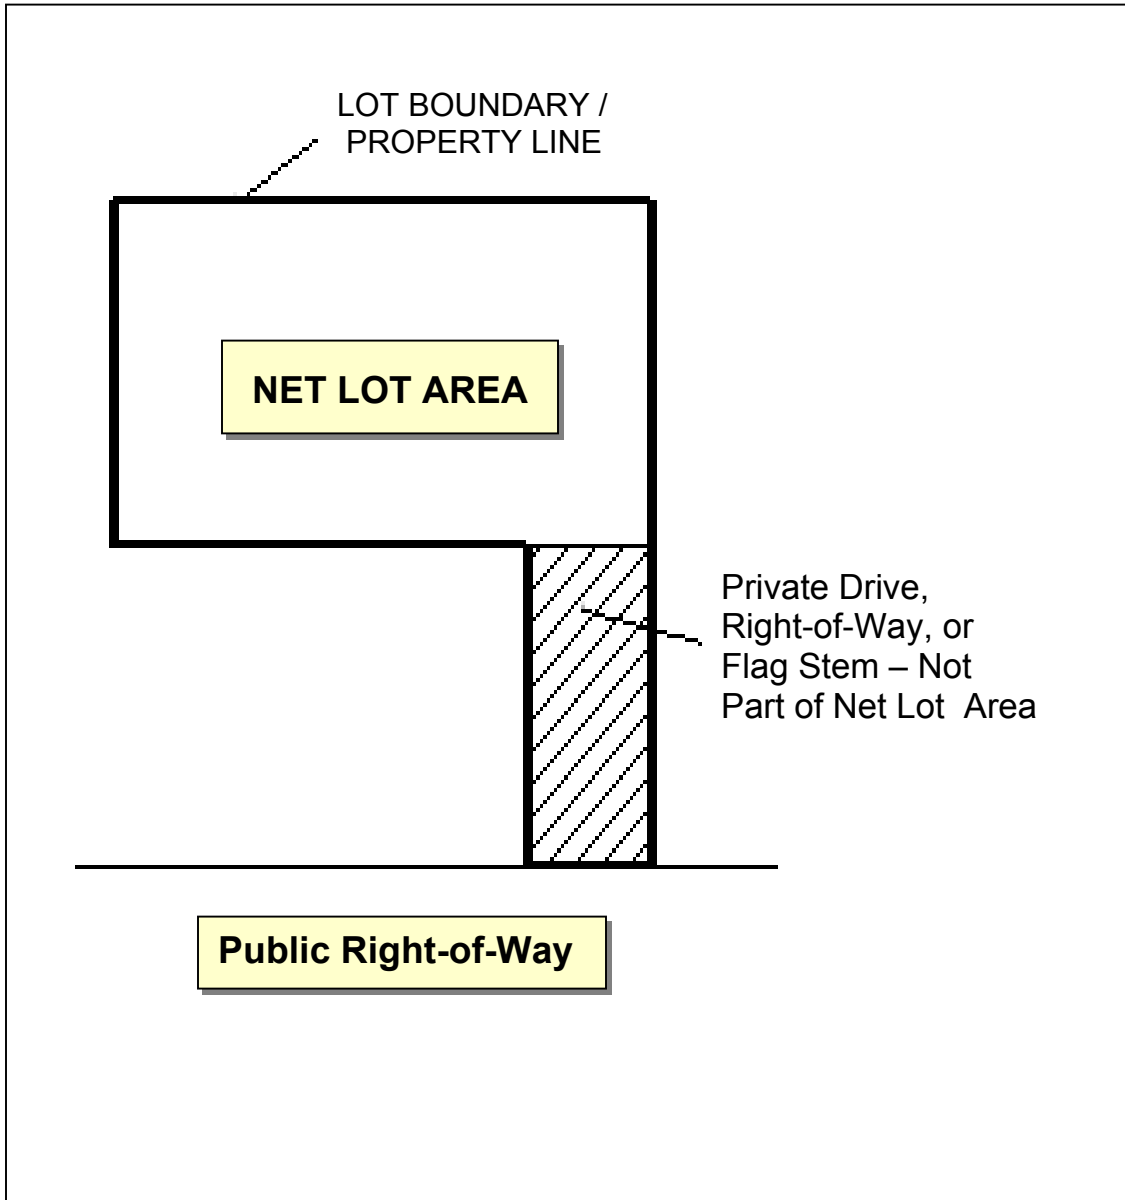 LOT BOUNDARY /
PROPERTY LINE
NET LOT AREA
Private Drive,
Right-of-Way, or
Flag Stem – Not
Part of Net Lot Area
Public Right-of-Way